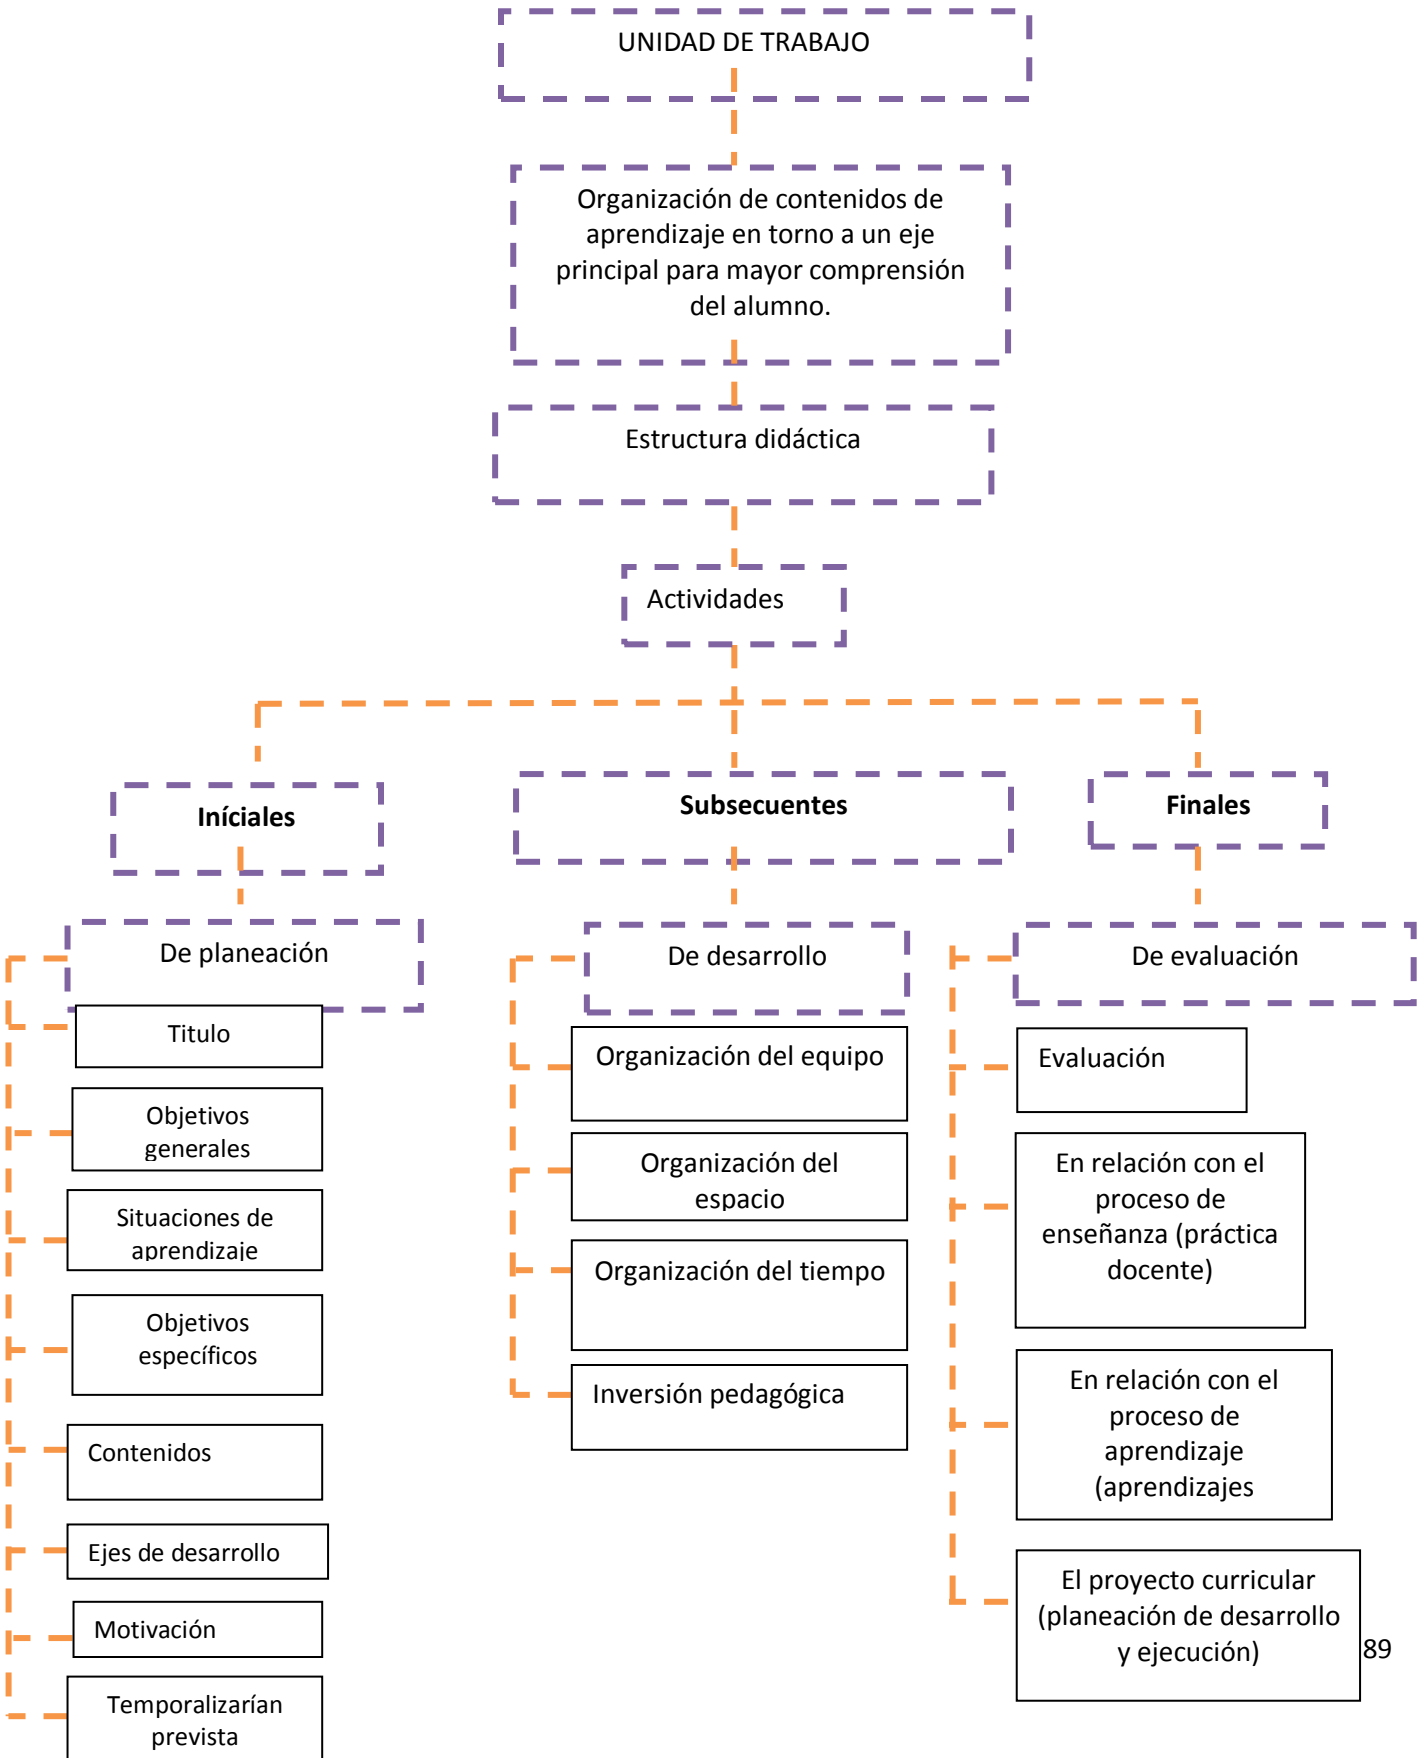 UNIDAD DE TRABAJO
Organización de contenidos de
aprendizaje en torno a un eje
principal para mayor comprensión
del alumno.
Estructura didáctica
Actividades
Iníciales
De planeación
Titulo
Objetivos
generales
Situaciones de
aprendizaje
Objetivos
específicos
Contenidos
Ejes de desarrollo
Motivación
Temporalizarían
prevista
Subsecuentes
De desarrollo
Organización del equipo
Organización del
espacio
Organización del tiempo
Inversión pedagógica
Finales
De evaluación
Evaluación
En relación con el
proceso de
enseñanza (práctica
docente)
En relación con el
proceso de
aprendizaje
(aprendizajes
El proyecto curricular
(planeación de desarrollo
y ejecución)
89